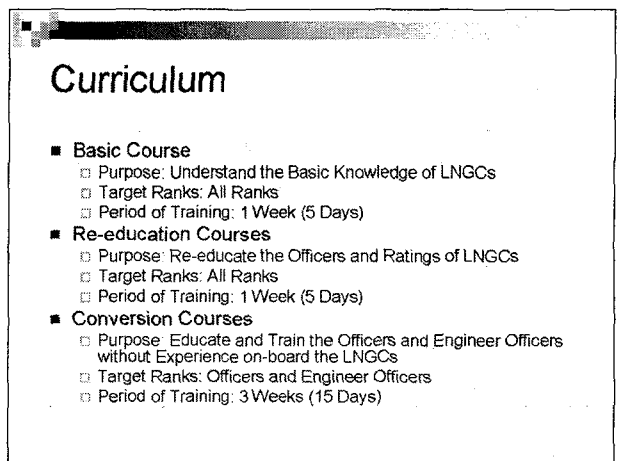 Curriculum
■ Basic Course
□ Purpose: Understand the Basic Knowledge of LNGCs
□ Target Ranks: All Ranks
□ Period of Training: 1 Week (5 Days)
■ Re-education Courses
□ Purpose: Re-educate the Officers and Ratings of LNGCs
□ Target Ranks: All Ranks
□ Period of Training: 1 Week (5 Days)
■ Conversion Courses
□ Purpose: Educate and Train the Officers and Engineer Officers
without Experience on-board the LNGCs
□ Target Ranks: Officers and Engineer Officers
□ Period of Training: 3 Weeks (15 Days)